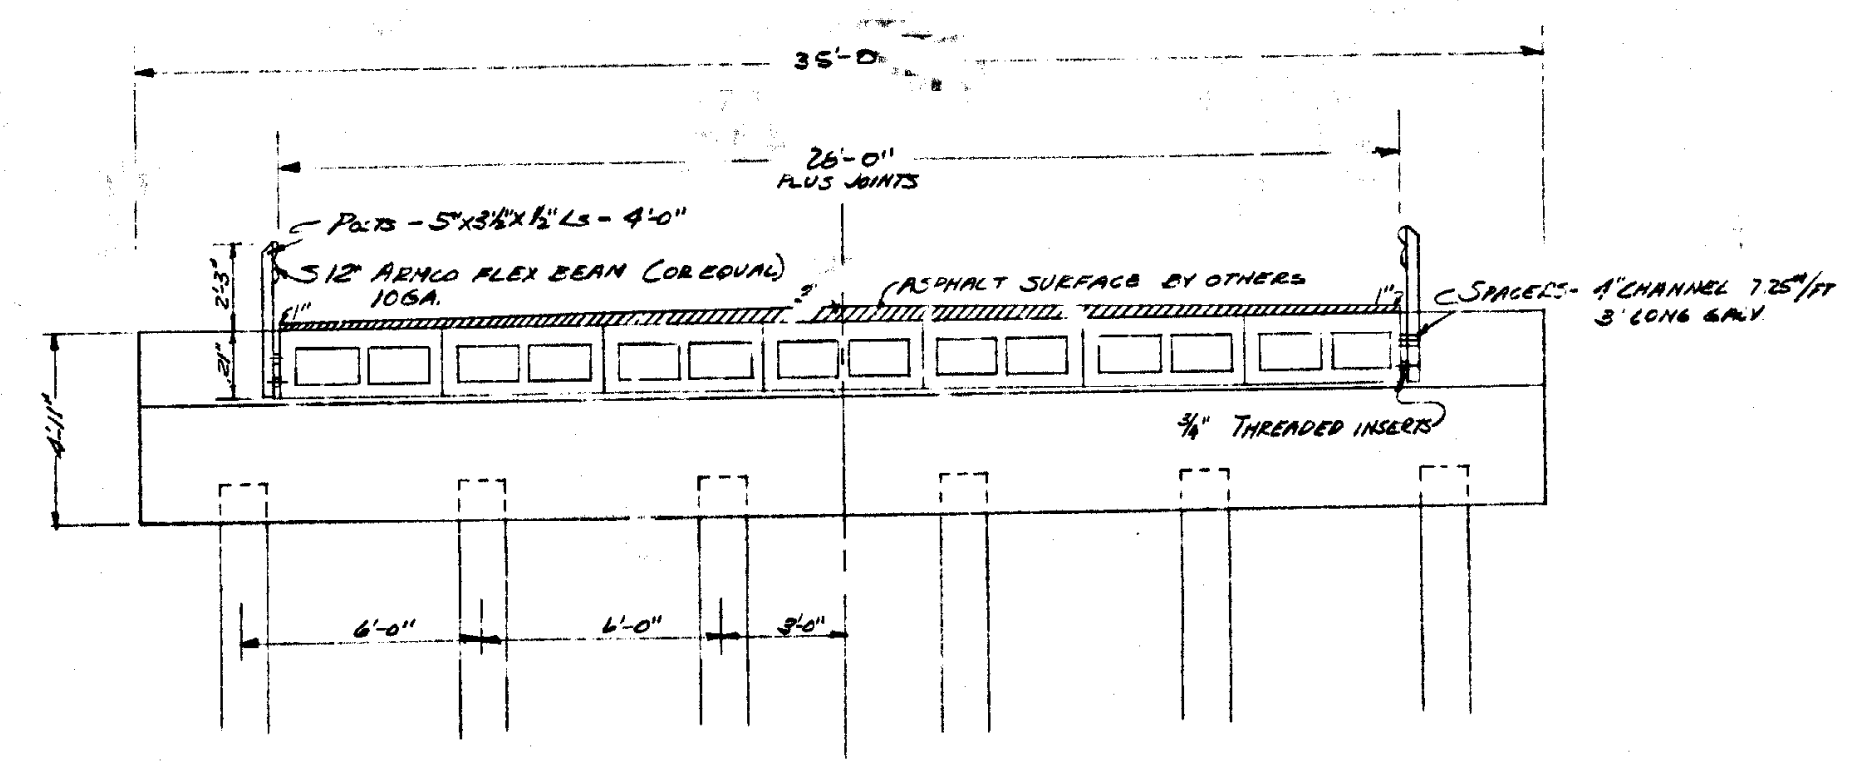 35'-0
28'-0"
PLUS JOINTS
POSTS - 5"x3½"x½" Ls - 4'-0"
12" ARMCO FLEX BEAM (OR EQUAL)
10GA.
2'-3"
1"
2"
ASPHALT SURFACE BY OTHERS
1"
SPACERS - 4" CHANNEL 7.25#/FT
3" LONG GALV.
21"
4'-11"
3/4" THREADED INSERTS
6'-0"
6'-0"
3'-0"